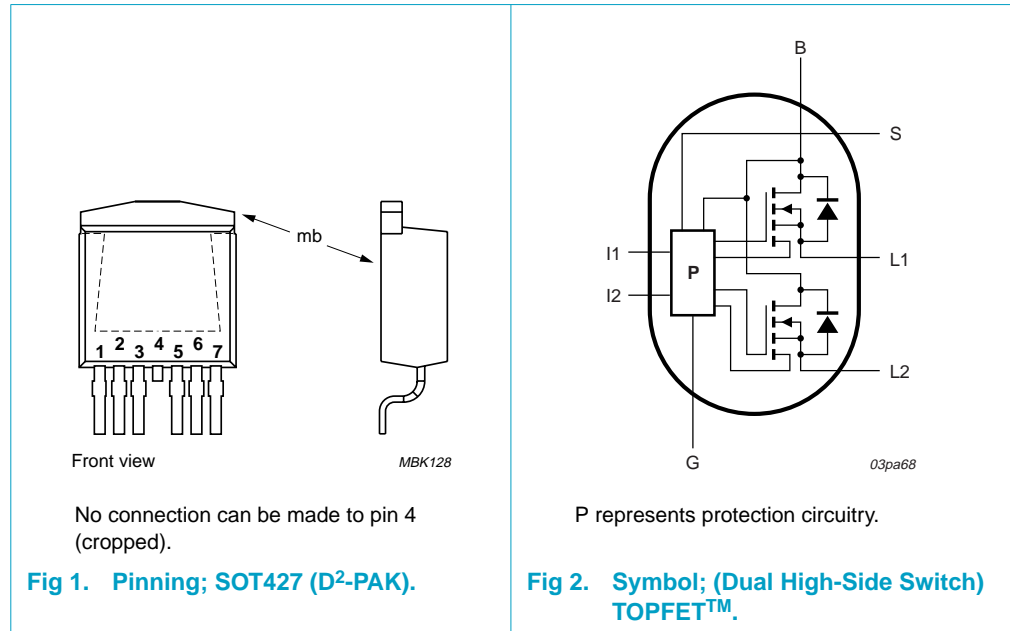 mb
1 2 3 4 5 6 7
Front view
MBK128
No connection can be made to pin 4
(cropped).
Fig 1. Pinning; SOT427 (D2-PAK).
B
S
I1
P
L1
I2
L2
G
03pa68
P represents protection circuitry.
Fig 2. Symbol; (Dual High-Side Switch)
TOPFETTM.